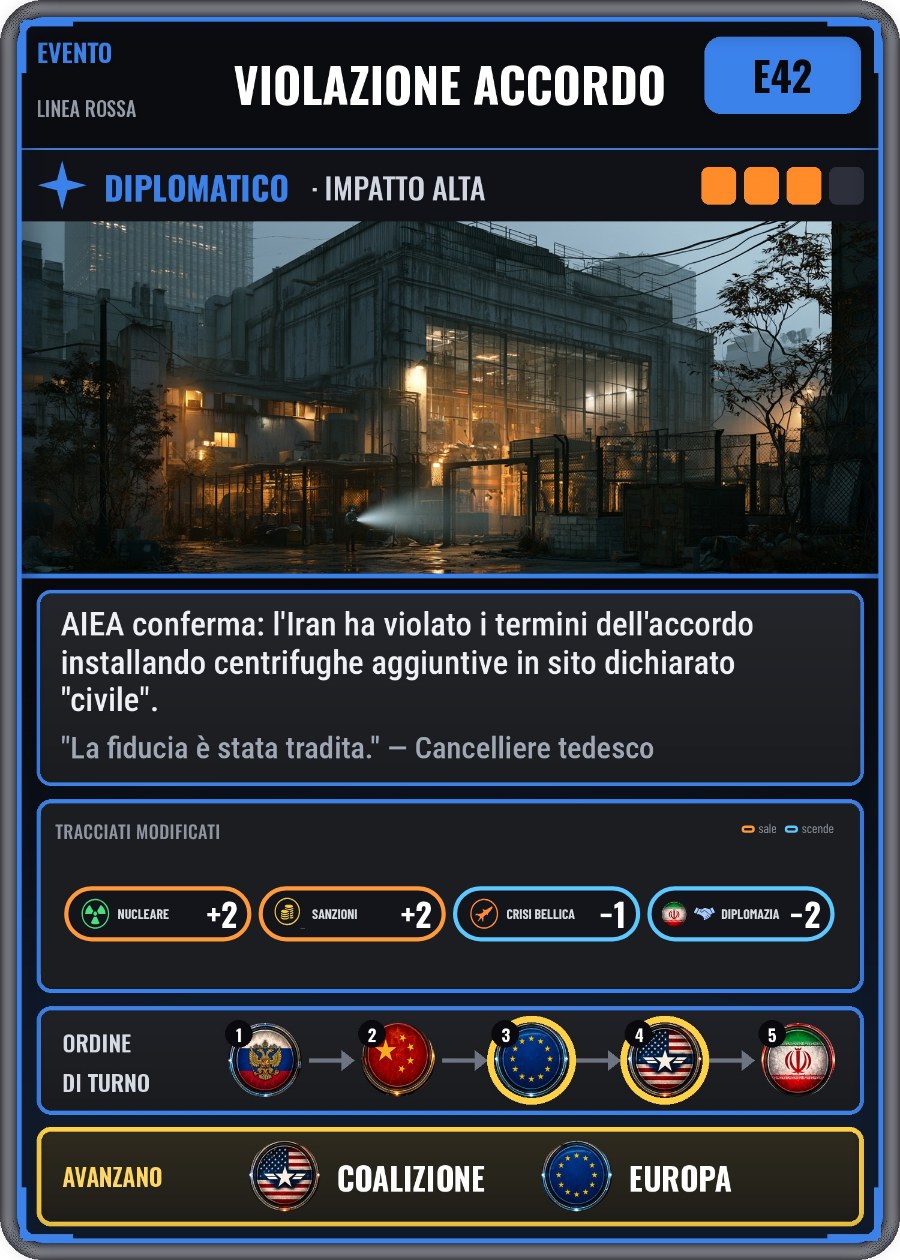 EVENTO
LINEA ROSSA
VIOLAZIONE ACCORDO
E42
DIPLOMATICO · IMPATTO ALTA
AIEA conferma: l'Iran ha violato i termini dell'accordo
installando centrifughe aggiuntive in sito dichiarato
"civile".
"La fiducia è stata tradita." — Cancelliere tedesco
TRACCIATI MODIFICATI
sale scende
NUCLEARE +2
SANZIONI +2
CRISI BELLICA -1
DIPLOMAZIA -2
ORDINE
DI TURNO
1 2 3 4 5
AVANZANO COALIZIONE EUROPA